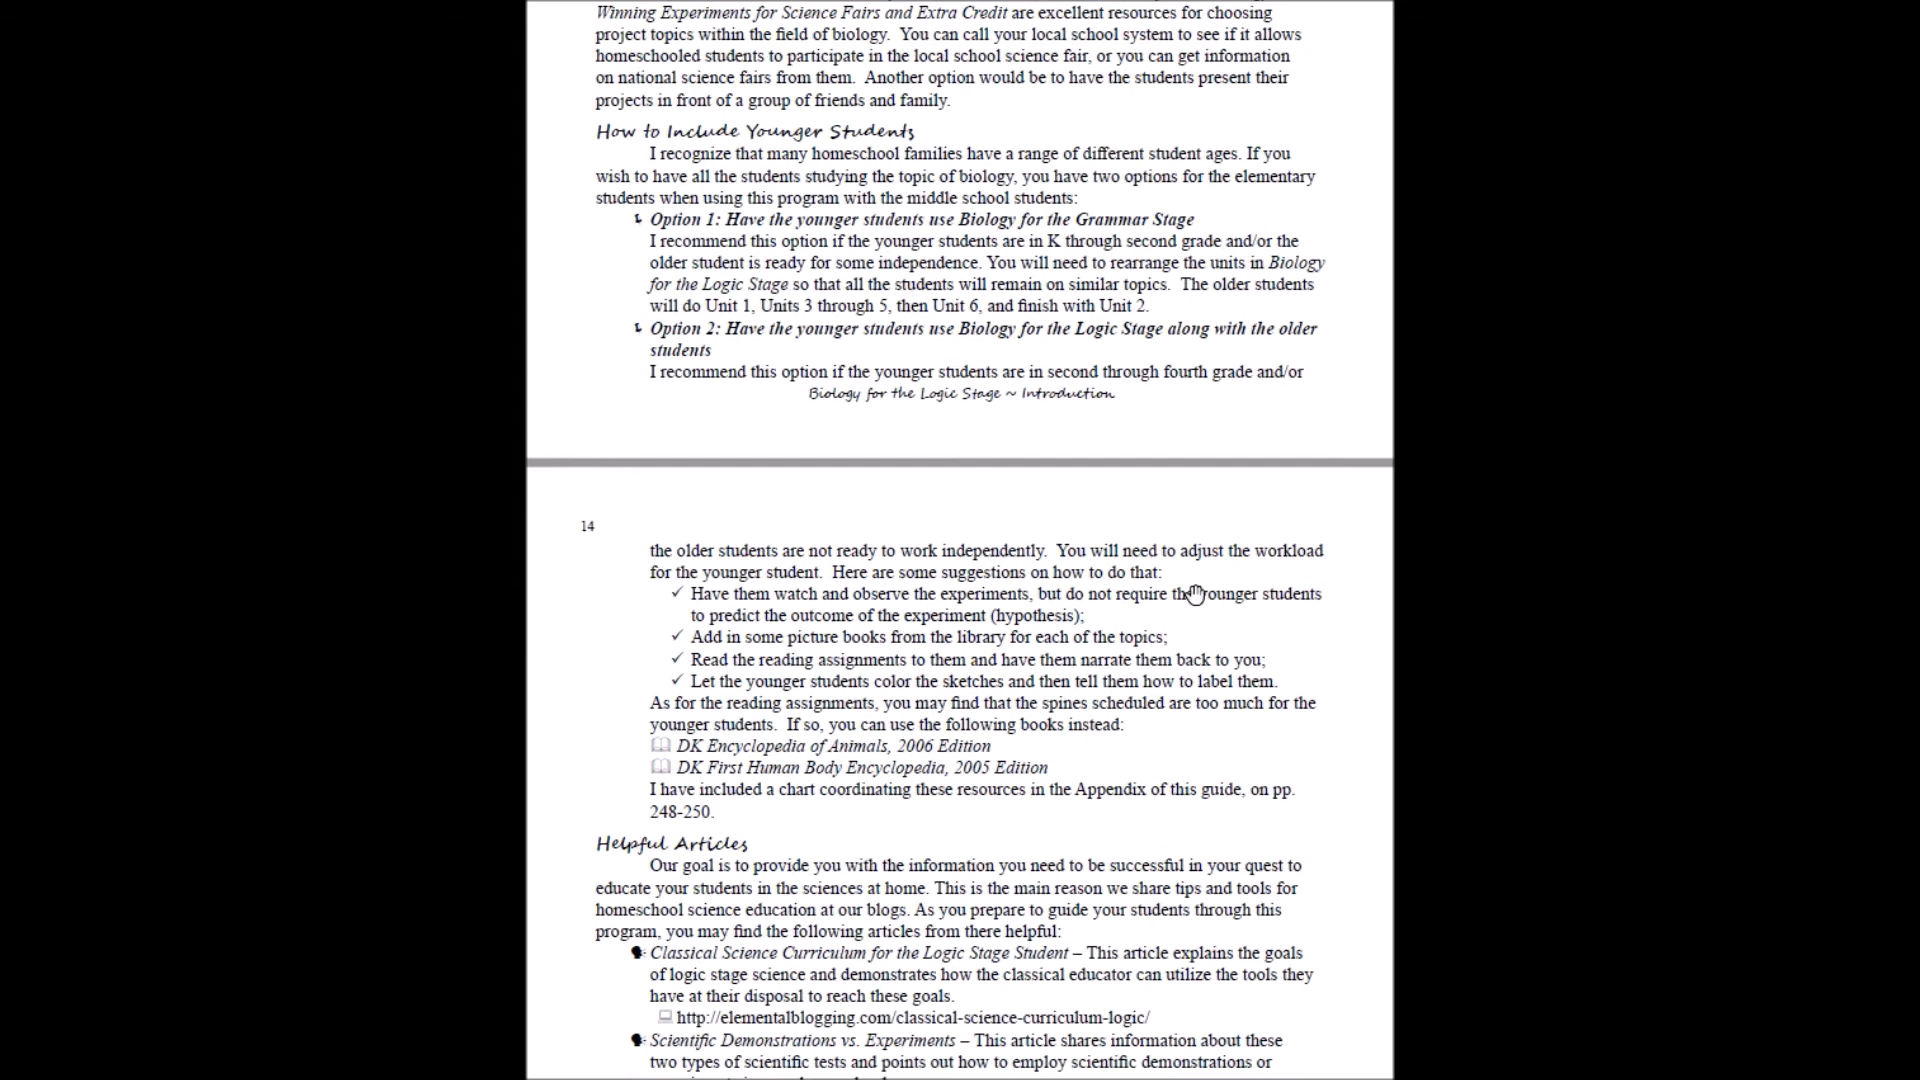 Winning Experiments for Science Fairs and Extra Credit are excellent resources for choosing
project topics within the field of biology.  You can call your local school system to see if it allows
homeschooled students to participate in the local school science fair, or you can get information
on national science fairs from them.  Another option would be to have the students present their
projects in front of a group of friends and family.
How to Include Younger Students
I recognize that many homeschool families have a range of different student ages. If you
wish to have all the students studying the topic of biology, you have two options for the elementary
students when using this program with the middle school students:
Option 1: Have the younger students use Biology for the Grammar Stage
I recommend this option if the younger students are in K through second grade and/or the
older student is ready for some independence. You will need to rearrange the units in Biology
for the Logic Stage so that all the students will remain on similar topics.  The older students
will do Unit 1, Units 3 through 5, then Unit 6, and finish with Unit 2.
Option 2: Have the younger students use Biology for the Logic Stage along with the older
students
I recommend this option if the younger students are in second through fourth grade and/or
Biology for the Logic Stage ~ Introduction
14
the older students are not ready to work independently.  You will need to adjust the workload
for the younger student.  Here are some suggestions on how to do that:
✓ Have them watch and observe the experiments, but do not require the younger students
to predict the outcome of the experiment (hypothesis);
✓ Add in some picture books from the library for each of the topics;
✓ Read the reading assignments to them and have them narrate them back to you;
✓ Let the younger students color the sketches and then tell them how to label them.
As for the reading assignments, you may find that the spines scheduled are too much for the
younger students.  If so, you can use the following books instead:
DK Encyclopedia of Animals, 2006 Edition
DK First Human Body Encyclopedia, 2005 Edition
I have included a chart coordinating these resources in the Appendix of this guide, on pp.
248-250.
Helpful Articles
Our goal is to provide you with the information you need to be successful in your quest to
educate your students in the sciences at home. This is the main reason we share tips and tools for
homeschool science education at our blogs. As you prepare to guide your students through this
program, you may find the following articles from there helpful:
Classical Science Curriculum for the Logic Stage Student – This article explains the goals
of logic stage science and demonstrates how the classical educator can utilize the tools they
have at their disposal to reach these goals.
http://elementalblogging.com/classical-science-curriculum-logic/
Scientific Demonstrations vs. Experiments – This article shares information about these
two types of scientific tests and points out how to employ scientific demonstrations or